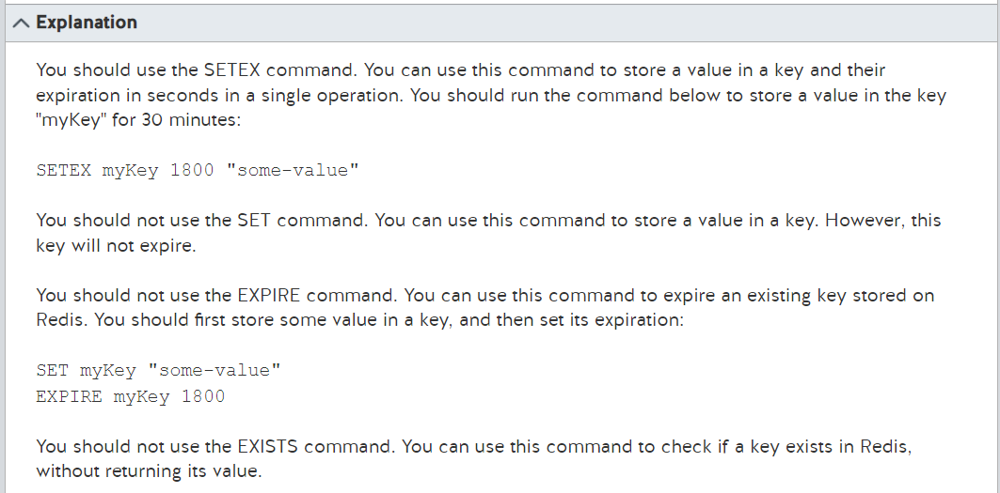 Explanation
You should use the SETEX command. You can use this command to store a value in a key and their
expiration in seconds in a single operation. You should run the command below to store a value in the key
"myKey" for 30 minutes:
SETEX myKey 1800 "some-value"
You should not use the SET command. You can use this command to store a value in a key. However, this
key will not expire.
You should not use the EXPIRE command. You can use this command to expire an existing key stored on
Redis. You should first store some value in a key, and then set its expiration:
SET myKey "some-value"
EXPIRE myKey 1800
You should not use the EXISTS command. You can use this command to check if a key exists in Redis,
without returning its value.